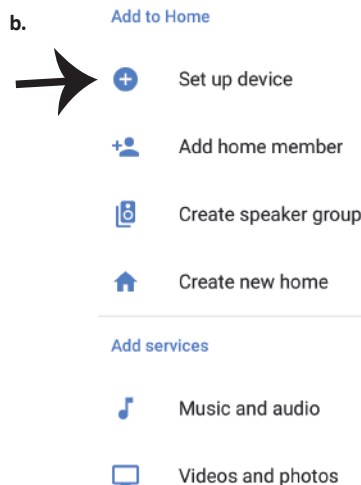 b.
Add to Home
Set up device
Add home member
Create speaker group
Create new home
Add services
Music and audio
Videos and photos